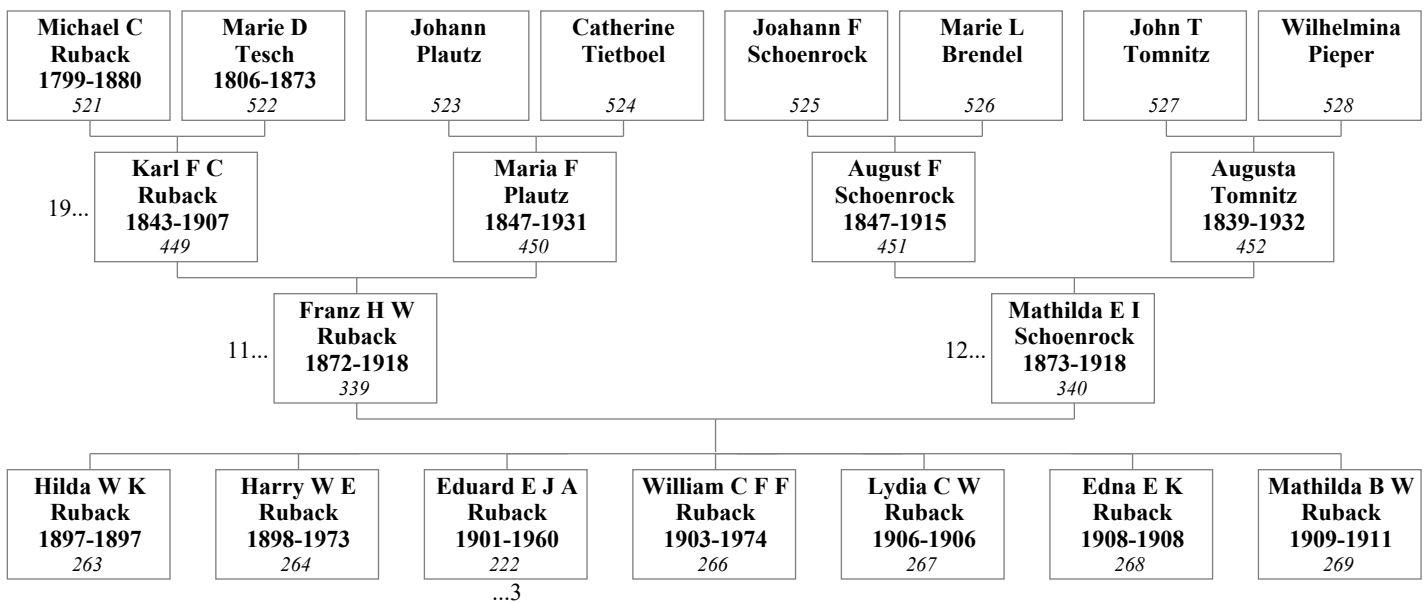 Michael C
Ruback
1799-1880
521
Marie D
Tesch
1806-1873
522
Johann
Plautz
523
Catherine
Tietboel
524
Joahann F
Schoenrock
525
Marie L
Brendel
526
John T
Tomnitz
527
Wilhelmina
Pieper
528
19...
Karl F C
Ruback
1843-1907
449
Maria F
Plautz
1847-1931
450
August F
Schoenrock
1847-1915
451
Augusta
Tomnitz
1839-1932
452
11...
Franz H W
Ruback
1872-1918
339
12...
Mathilda E I
Schoenrock
1873-1918
340
Hilda W K
Ruback
1897-1897
263
Harry W E
Ruback
1898-1973
264
Eduard E J A
Ruback
1901-1960
222
...3
William C F F
Ruback
1903-1974
266
Lydia C W
Ruback
1906-1906
267
Edna E K
Ruback
1908-1908
268
Mathilda B W
Ruback
1909-1911
269